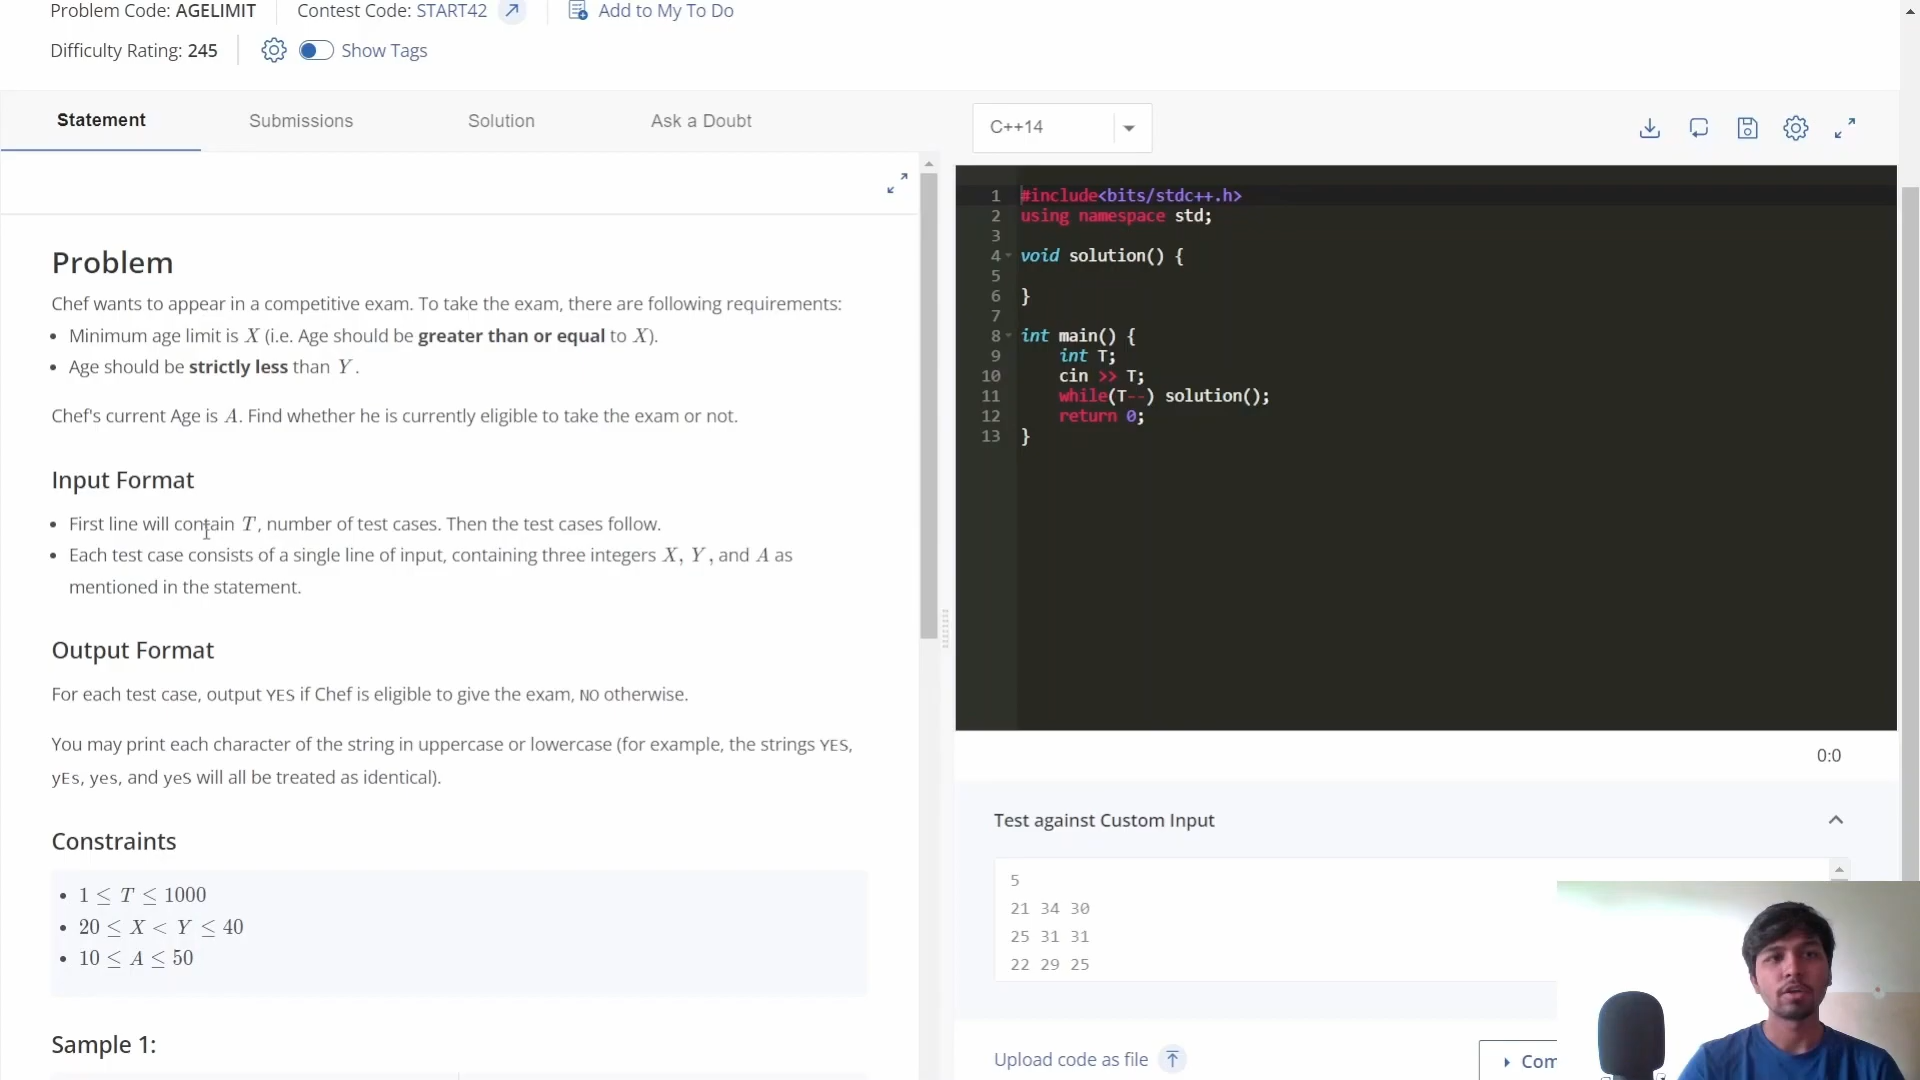 Problem Code: AGELIMIT Contest Code: START42 Add to My To Do
Difficulty Rating: 245 Show Tags
Statement Submissions Solution Ask a Doubt
Problem
Chef wants to appear in a competitive exam. To take the exam, there are following requirements:
• Minimum age limit is X (i.e. Age should be greater than or equal to X).
• Age should be strictly less than Y.
Chef's current Age is A. Find whether he is currently eligible to take the exam or not.
Input Format
• First line will contain T, number of test cases. Then the test cases follow.
• Each test case consists of a single line of input, containing three integers X, Y, and A as
mentioned in the statement.
Output Format
For each test case, output YES if Chef is eligible to give the exam, NO otherwise.
You may print each character of the string in uppercase or lowercase (for example, the strings YES,
yEs, yes, and yeS will all be treated as identical).
Constraints
• 1 ≤ T ≤ 1000
• 20 ≤ X < Y ≤ 40
• 10 ≤ A ≤ 50
Sample 1:
C++14
1 #include<bits/stdc++.h>
2 using namespace std;
3
4 void solution() {
5
6 }
7
8 int main() {
9 int T;
10 cin >> T;
11 while(T--) solution();
12 return 0;
13 }
0:0
Test against Custom Input
5
21 34 30
25 31 31
22 29 25
Upload code as file
Com